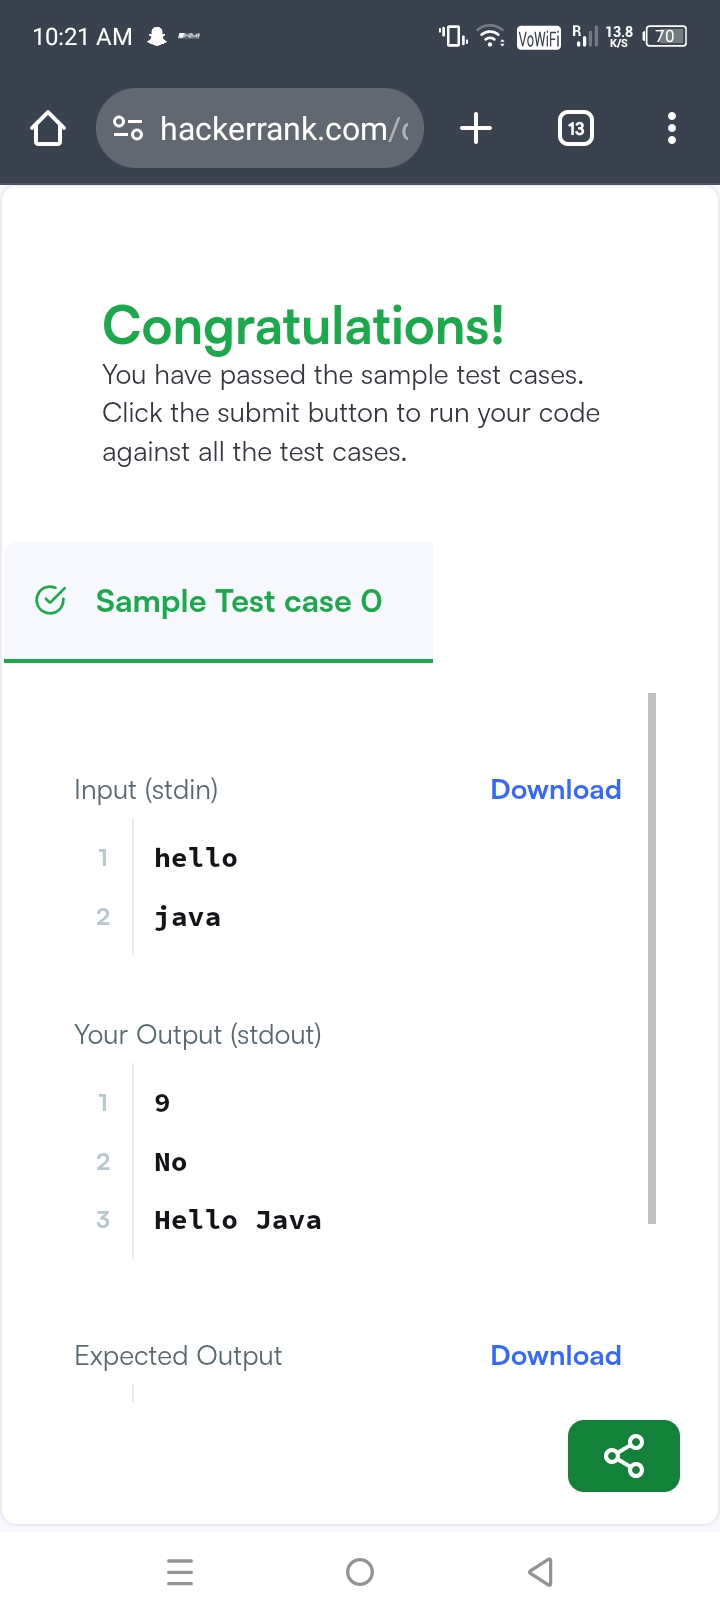 10:21 AM
VoWiFi R 13.8 K/S 70
hackerrank.com/
13
Congratulations!
You have passed the sample test cases.
Click the submit button to run your code
against all the test cases.
Sample Test case 0
Input (stdin) Download
1 hello
2 java
Your Output (stdout)
1 9
2 No
3 Hello Java
Expected Output Download